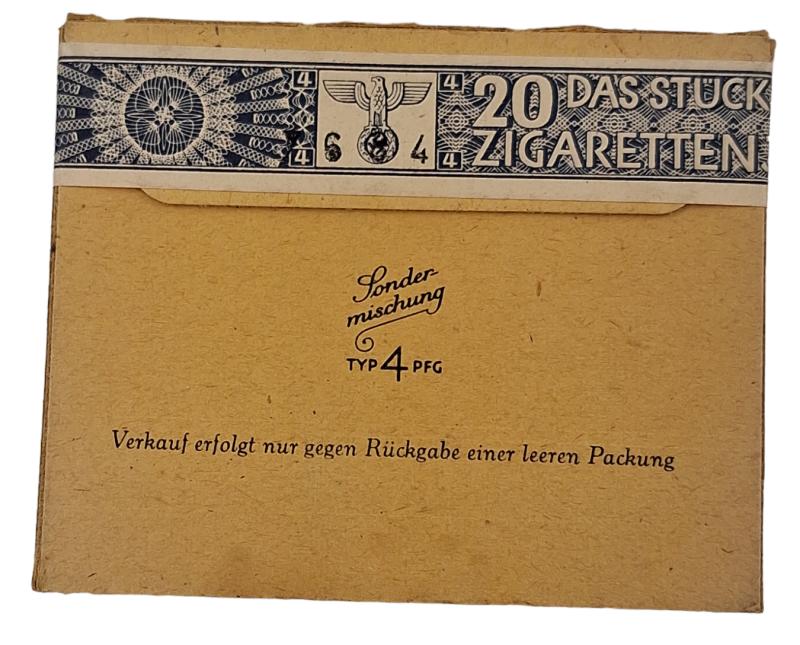 4 4 20 DAS STÜCK
4 6 4 4 ZIGARETTEN
Sonder-
mischung
TYP 4 PFG
Verkauf erfolgt nur gegen Rückgabe einer leeren Packung